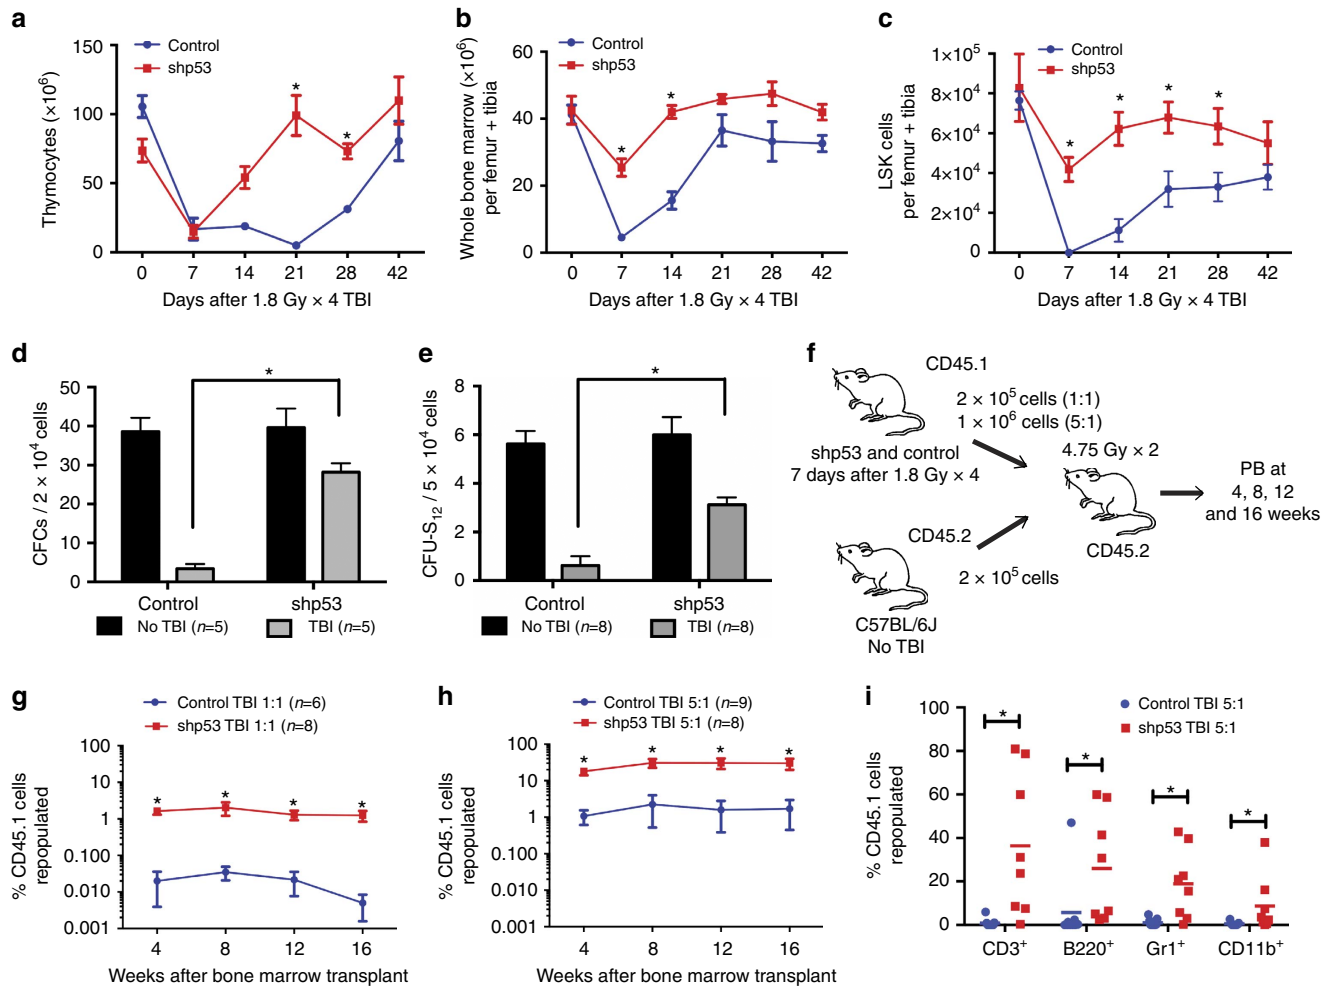 a
Control
shp53
Thymocytes (×10⁶)
150
100
50
0
*
*
0 7 14 21 28 42
Days after 1.8 Gy × 4 TBI
b
Control
shp53
Whole bone marrow (×10⁶)
per femur + tibia
60
40
20
0
*
*
0 7 14 21 28 42
Days after 1.8 Gy × 4 TBI
c
Control
shp53
LSK cells
per femur + tibia
1×10⁵
8×10⁴
6×10⁴
4×10⁴
2×10⁴
0
*
*
*
*
0 7 14 21 28 42
Days after 1.8 Gy × 4 TBI
d
CFCs / 2 × 10⁴ cells
50
40
30
20
10
0
*
Control shp53
No TBI (n=5) TBI (n=5)
e
CFU-S₁₂ / 5 × 10⁴ cells
8
6
4
2
0
*
Control shp53
No TBI (n=8) TBI (n=8)
f
CD45.1
2 × 10⁵ cells (1:1)
1 × 10⁶ cells (5:1)
shp53 and control
7 days after 1.8 Gy × 4
4.75 Gy × 2
CD45.2
PB at
4, 8, 12
and 16 weeks
CD45.2
2 × 10⁵ cells
C57BL/6J
No TBI
g
Control TBI 1:1 (n=6)
shp53 TBI 1:1 (n=8)
% CD45.1 cells
repopulated
100
10
1
0.100
0.010
0.001
* * * *
4 8 12 16
Weeks after bone marrow transplant
h
Control TBI 5:1 (n=9)
shp53 TBI 5:1 (n=8)
% CD45.1 cells
repopulated
100
10
1
0.100
0.010
0.001
* * * *
4 8 12 16
Weeks after bone marrow transplant
i
Control TBI 5:1
shp53 TBI 5:1
% CD45.1 cells
repopulated
100
80
60
40
20
0
* * * *
CD3⁺ B220⁺ Gr1⁺ CD11b⁺